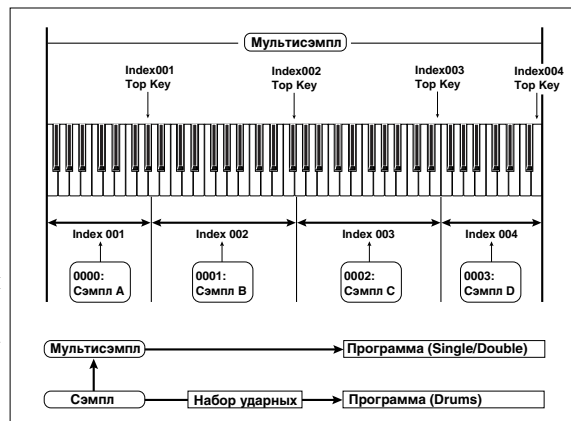 Мультисэмпл
Index001 Index002 Index003 Index004
Top Key Top Key Top Key Top Key
Index 001 Index 002 Index 003 Index 004
0000: 0001: 0002: 0003:
Сэмпл A Сэмпл B Сэмпл C Сэмпл D
Мультисэмпл Программа (Single/Double)
Сэмпл Набор ударных Программа (Drums)